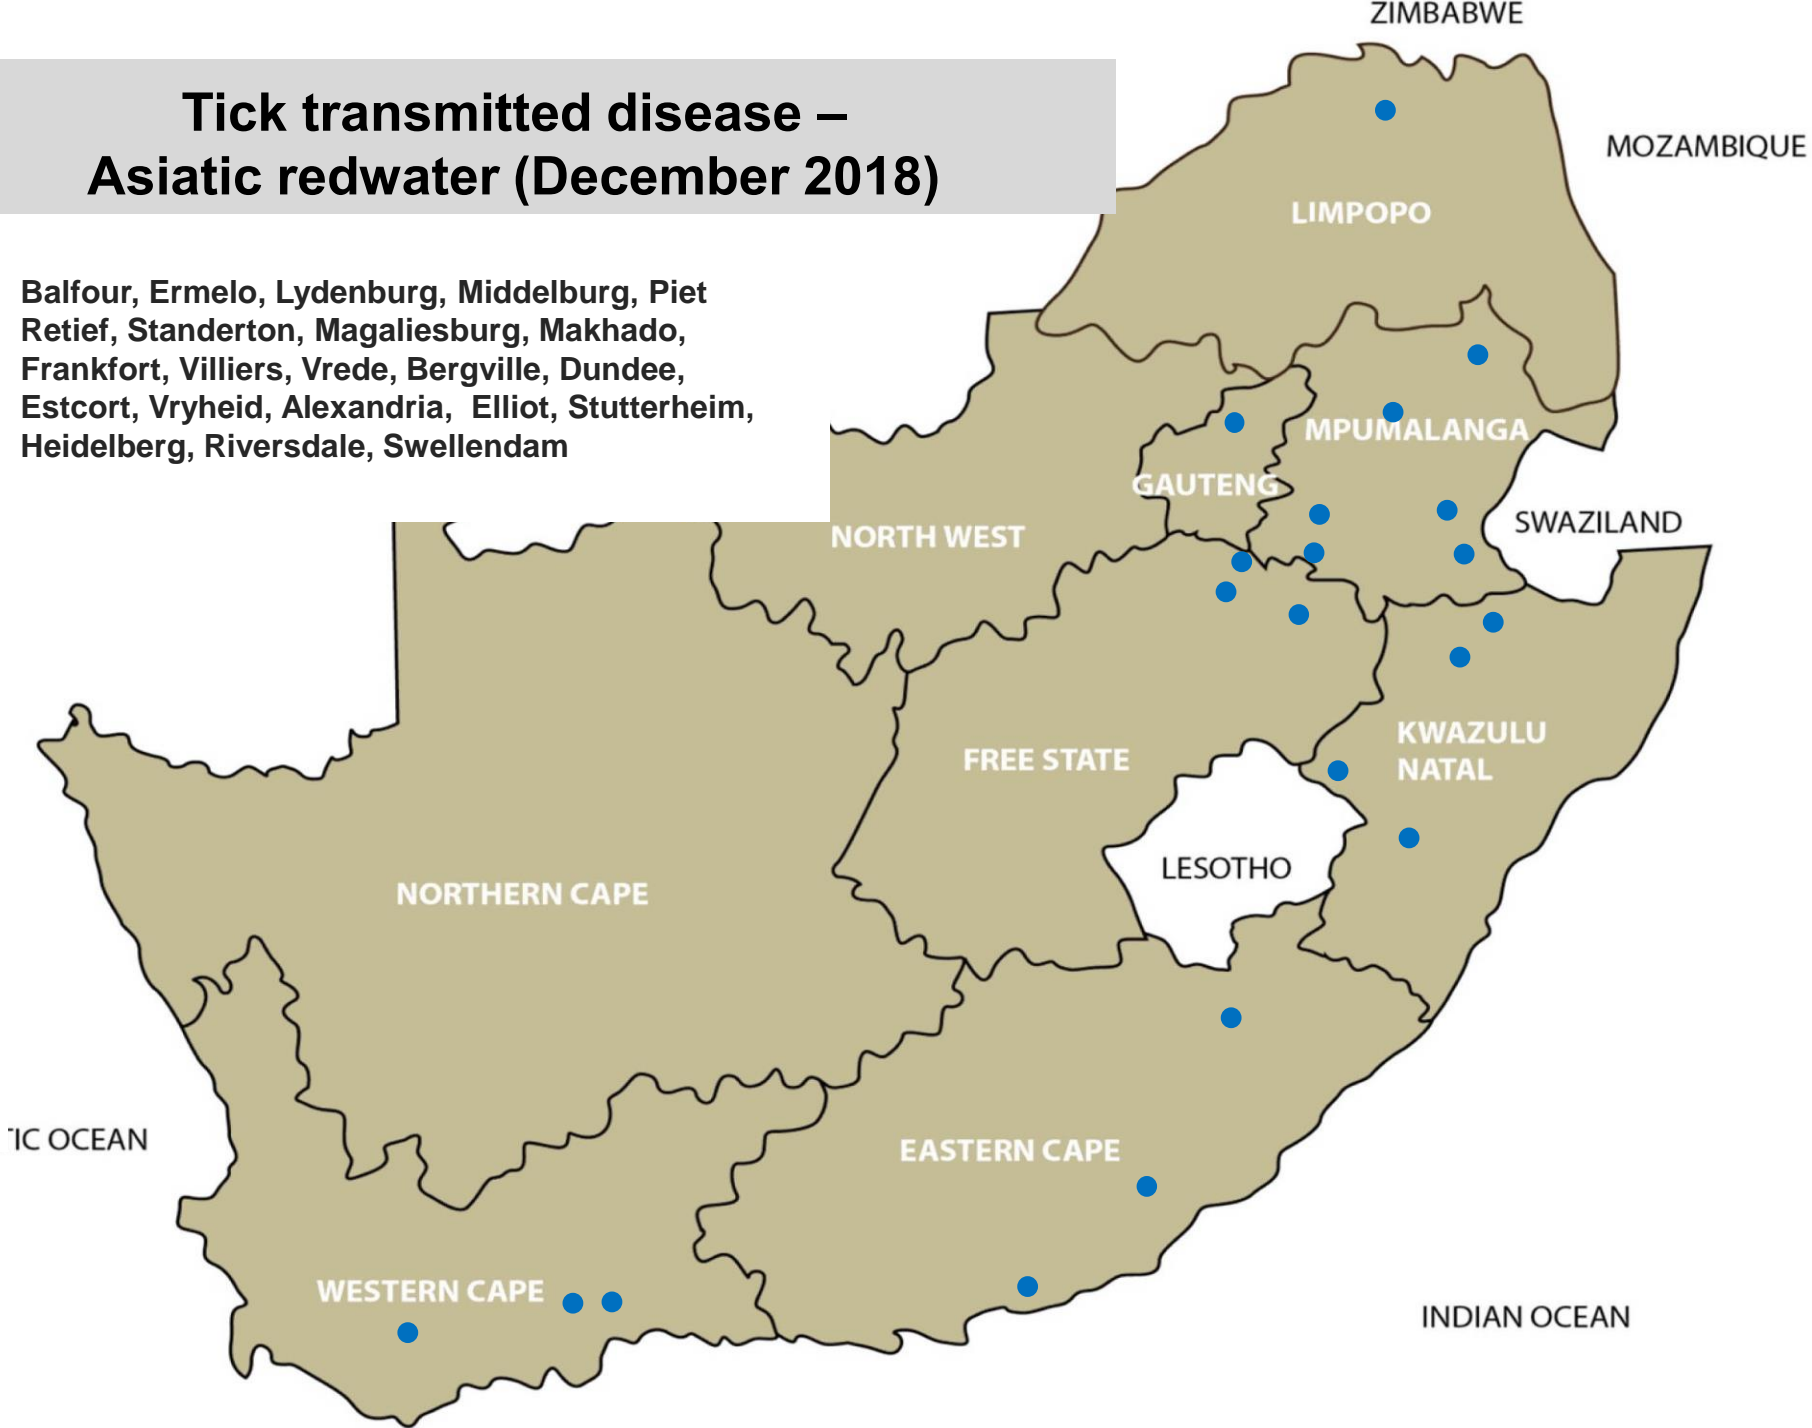 ZIMBABWE
Tick transmitted disease –
Asiatic redwater (December 2018)
MOZAMBIQUE
LIMPOPO
Balfour, Ermelo, Lydenburg, Middelburg, Piet
Retief, Standerton, Magaliesburg, Makhado,
Frankfort, Villiers, Vrede, Bergville, Dundee,
Estcort, Vryheid, Alexandria, Elliot, Stutterheim,
Heidelberg, Riversdale, Swellendam
MPUMALANGA
GAUTENG
SWAZILAND
NORTH WEST
KWAZULU
NATAL
FREE STATE
LESOTHO
NORTHERN CAPE
TIC OCEAN
EASTERN CAPE
WESTERN CAPE
INDIAN OCEAN